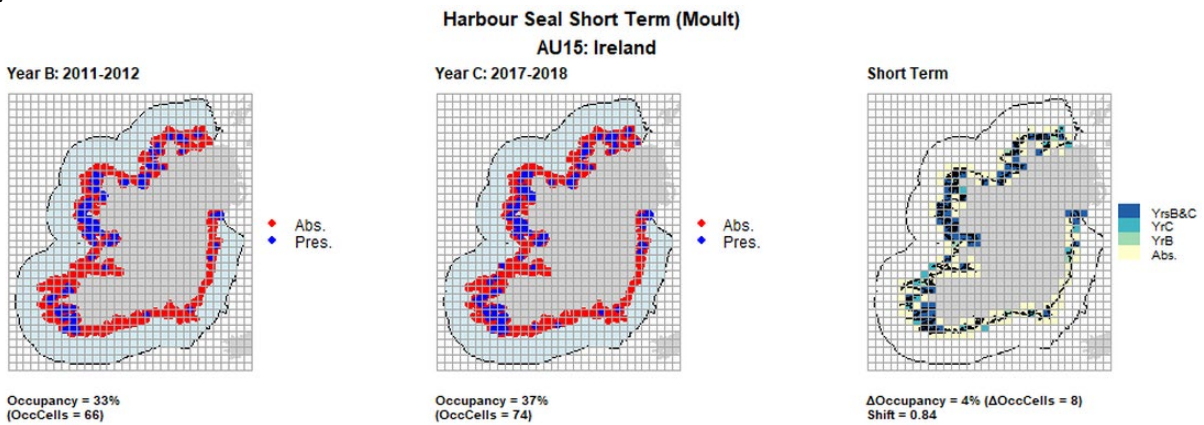 Harbour Seal Short Term (Moult)
AU15: Ireland
Year B: 2011-2012
Abs.
Pres.
Occupancy = 33%
(OccCells = 66)
Year C: 2017-2018
Abs.
Pres.
Occupancy = 37%
(OccCells = 74)
Short Term
YrsB&C
YrC
YrB
Abs.
ΔOccupancy = 4% (ΔOccCells = 8)
Shift = 0.84